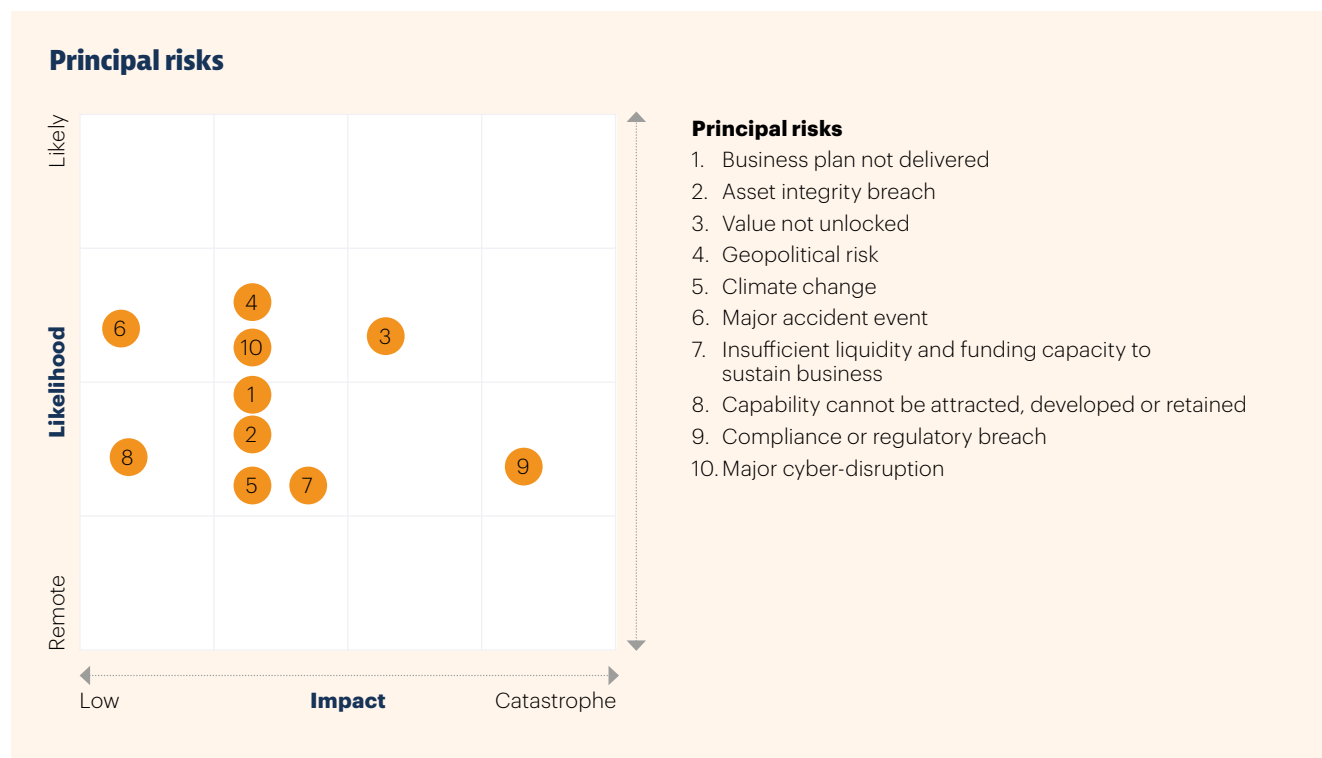 Principal risks
Likely
Likelihood
Remote
4
6
3
10
1
2
8
9
5
7
Low
Impact
Catastrophe
Principal risks
1. Business plan not delivered
2. Asset integrity breach
3. Value not unlocked
4. Geopolitical risk
5. Climate change
6. Major accident event
7. Insufficient liquidity and funding capacity to
sustain business
8. Capability cannot be attracted, developed or retained
9. Compliance or regulatory breach
10. Major cyber-disruption